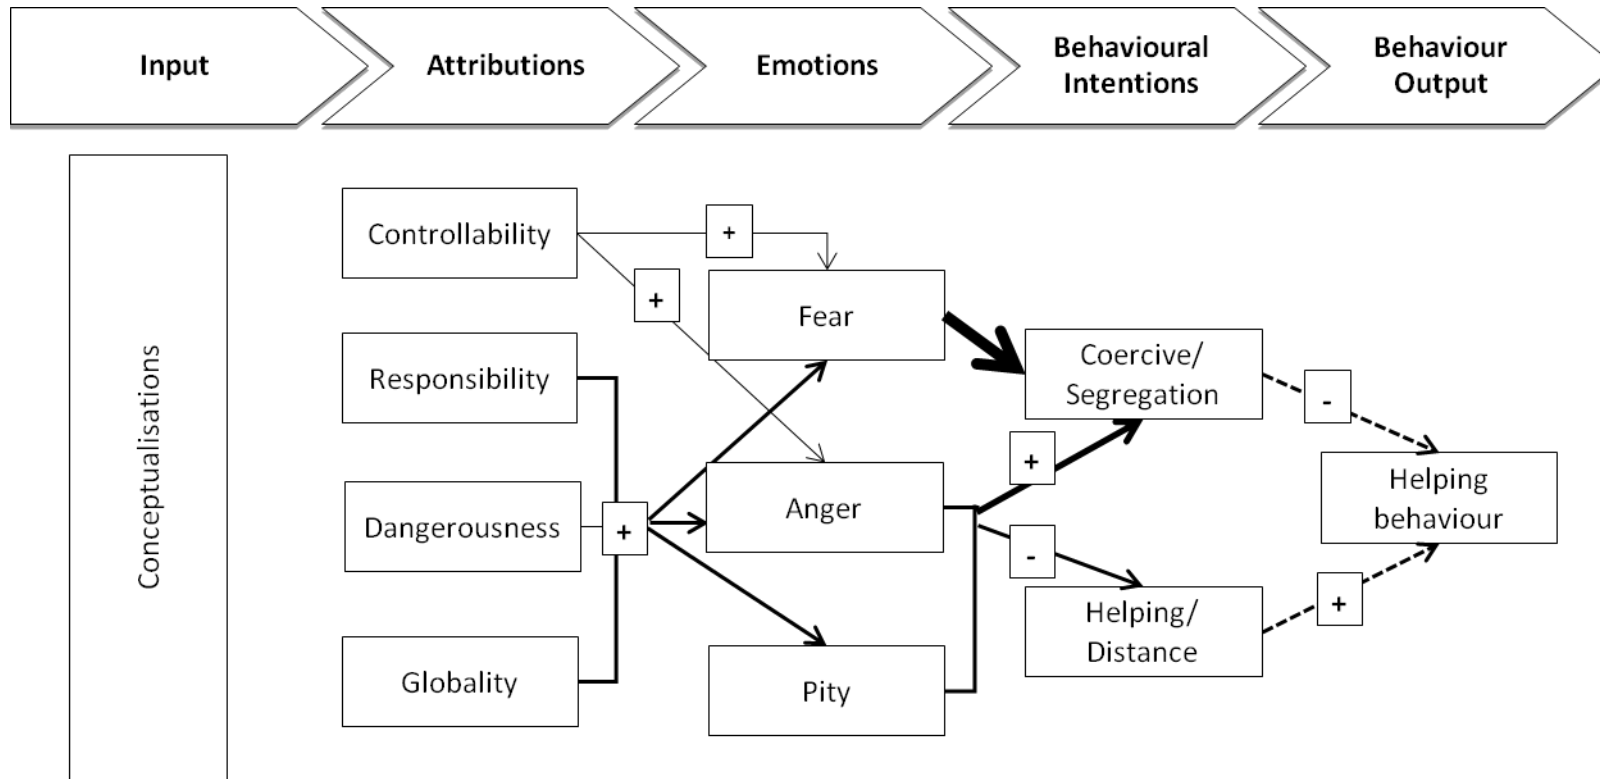 Input
Attributions
Emotions
Behavioural
Intentions
Behaviour
Output
Conceptualisations
Controllability
+
+
Fear
Responsibility
Coercive/
Segregation
-
+
Dangerousness
+
Anger
-
Helping
behaviour
Helping/
Distance
+
Globality
Pity